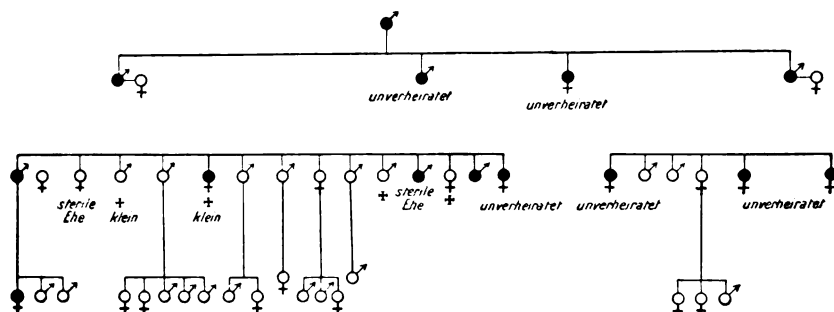 unverheiratet
unverheiratet
sterile Ehe
klein
klein
sterile Ehe
unverheiratet
unverheiratet
unverheiratet